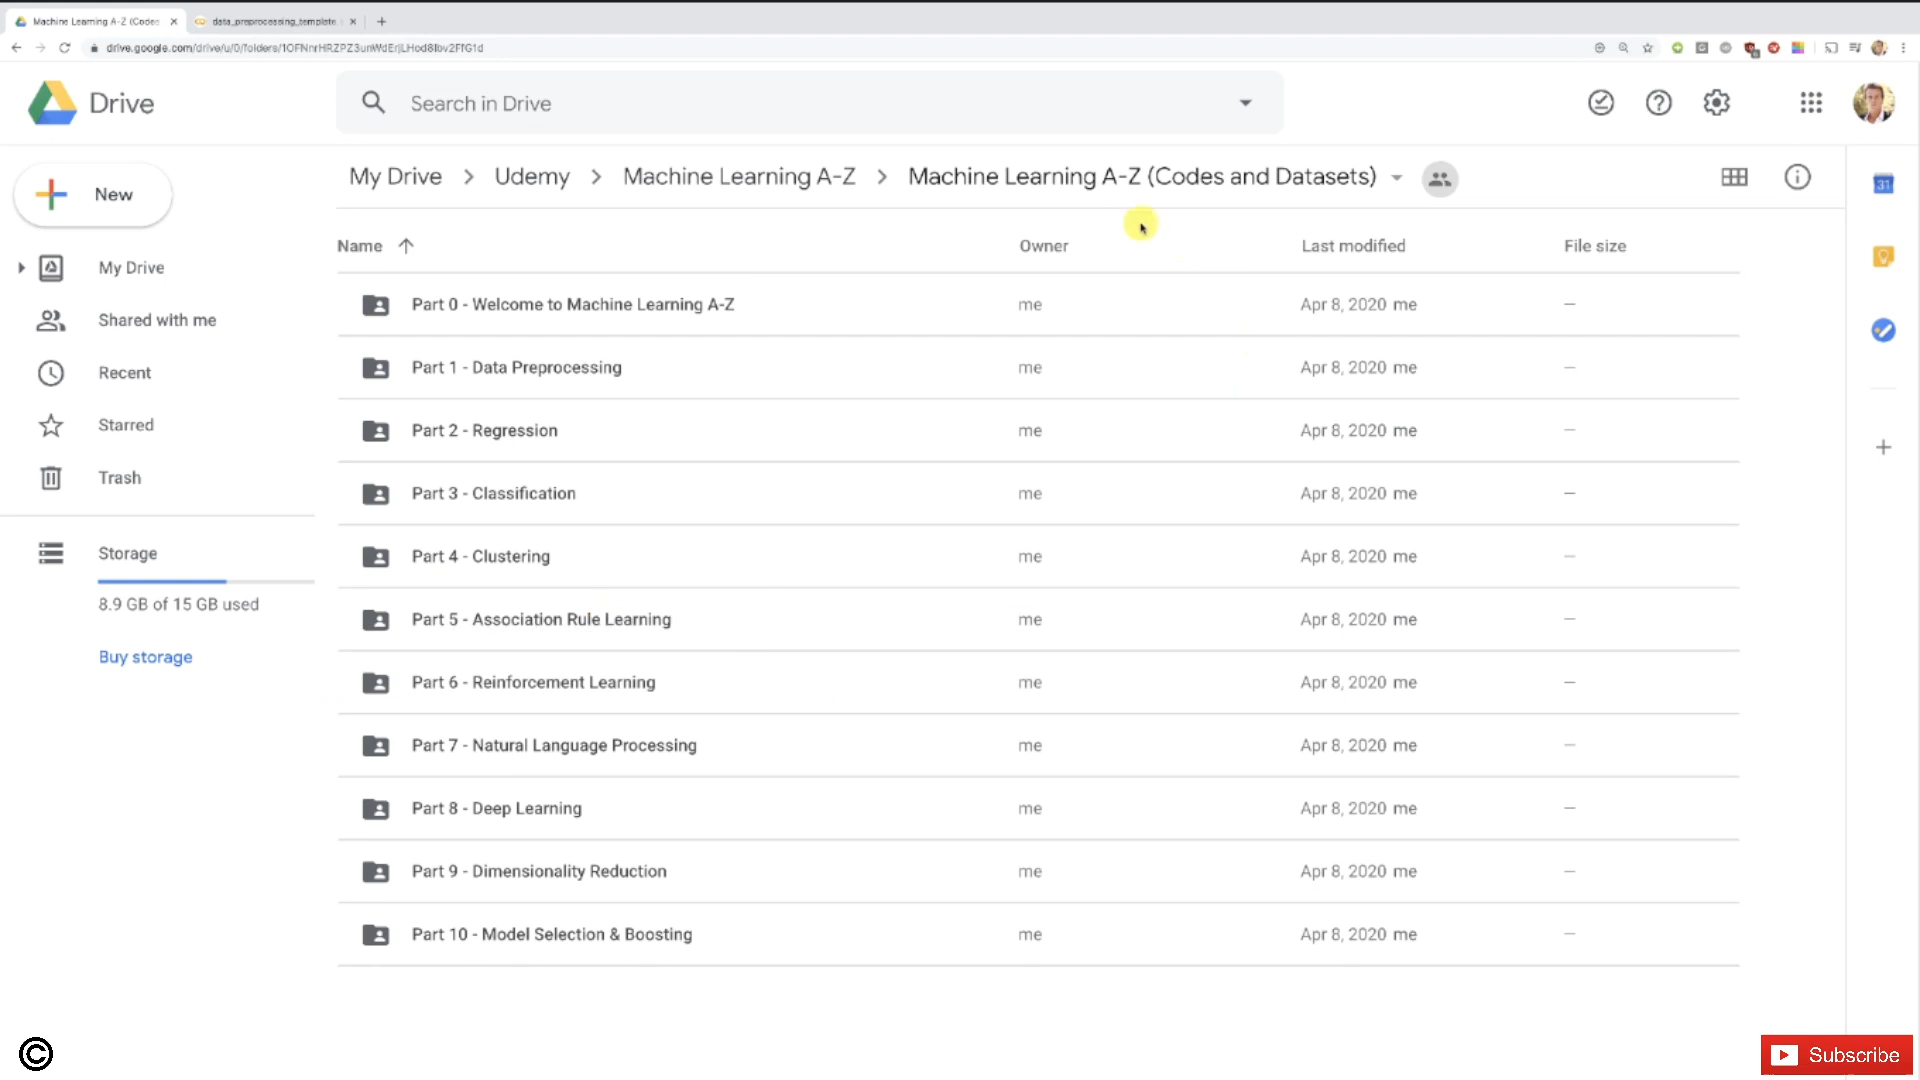 Machine Learning A-Z (Codes
data_preprocessing_template.
drive.google.com/drive/u/0/folders/
Drive
Search in Drive
New
My Drive
Shared with me
Recent
Starred
Trash
Storage
8.9 GB of 15 GB used
Buy storage
My Drive > Udemy > Machine Learning A-Z > Machine Learning A-Z (Codes and Datasets)
Name Owner Last modified File size
Part 0 - Welcome to Machine Learning A-Z me Apr 8, 2020 me —
Part 1 - Data Preprocessing me Apr 8, 2020 me —
Part 2 - Regression me Apr 8, 2020 me —
Part 3 - Classification me Apr 8, 2020 me —
Part 4 - Clustering me Apr 8, 2020 me —
Part 5 - Association Rule Learning me Apr 8, 2020 me —
Part 6 - Reinforcement Learning me Apr 8, 2020 me —
Part 7 - Natural Language Processing me Apr 8, 2020 me —
Part 8 - Deep Learning me Apr 8, 2020 me —
Part 9 - Dimensionality Reduction me Apr 8, 2020 me —
Part 10 - Model Selection & Boosting me Apr 8, 2020 me —
31
©
Subscribe